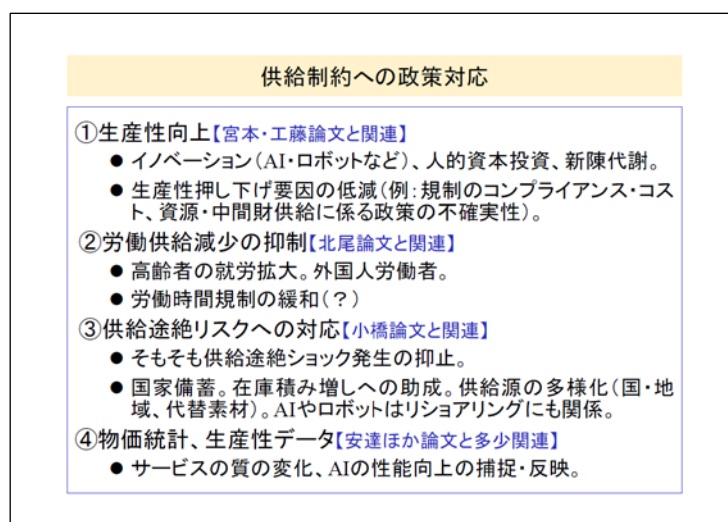 供給制約への政策対応
①生産性向上【宮本・工藤論文と関連】
● イノベーション(AI・ロボットなど)、人的資本投資、新陳代謝。
● 生産性押し下げ要因の低減(例:規制のコンプライアンス・コス
ト、資源・中間財供給に係る政策の不確実性)。
②労働供給減少の抑制【北尾論文と関連】
● 高齢者の就労拡大。外国人労働者。
● 労働時間規制の緩和(?)
③供給途絶リスクへの対応【小橋論文と関連】
● そもそも供給途絶ショック発生の抑止。
● 国家備蓄。在庫積み増しへの助成。供給源の多様化(国・地
域、代替素材)。AIやロボットはリショアリングにも関係。
④物価統計、生産性データ【安達ほか論文と多少関連】
● サービスの質の変化、AIの性能向上の捕捉・反映。